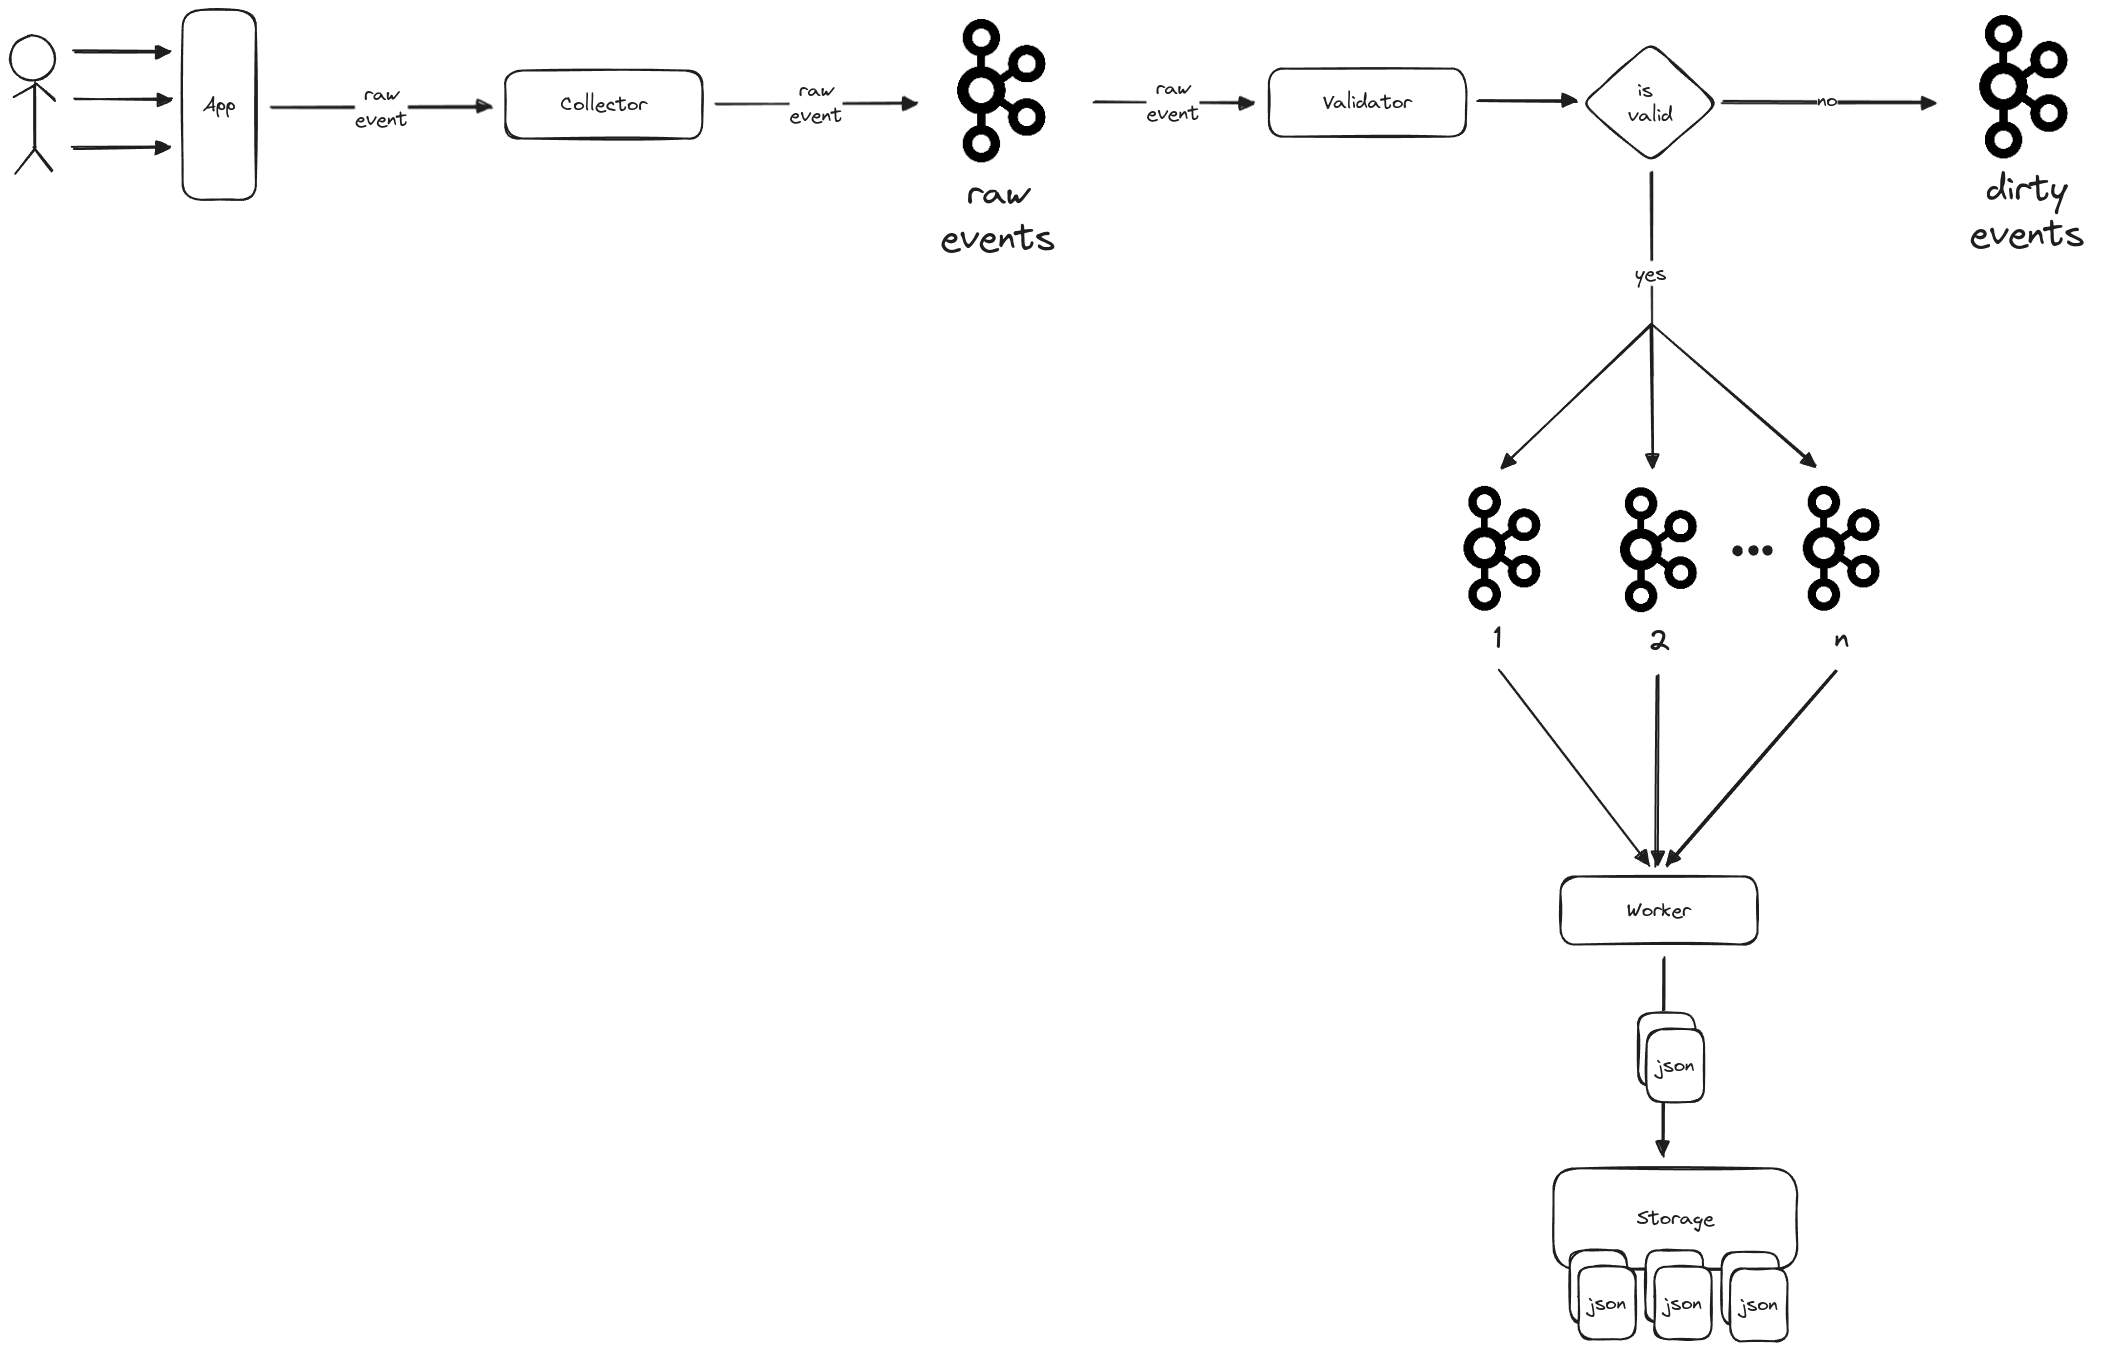 App
raw
event
Collector
raw
event
raw
events
raw
event
Validator
is
valid
no
dirty
events
yes
1
2
n
Worker
json
Storage
json
json
json